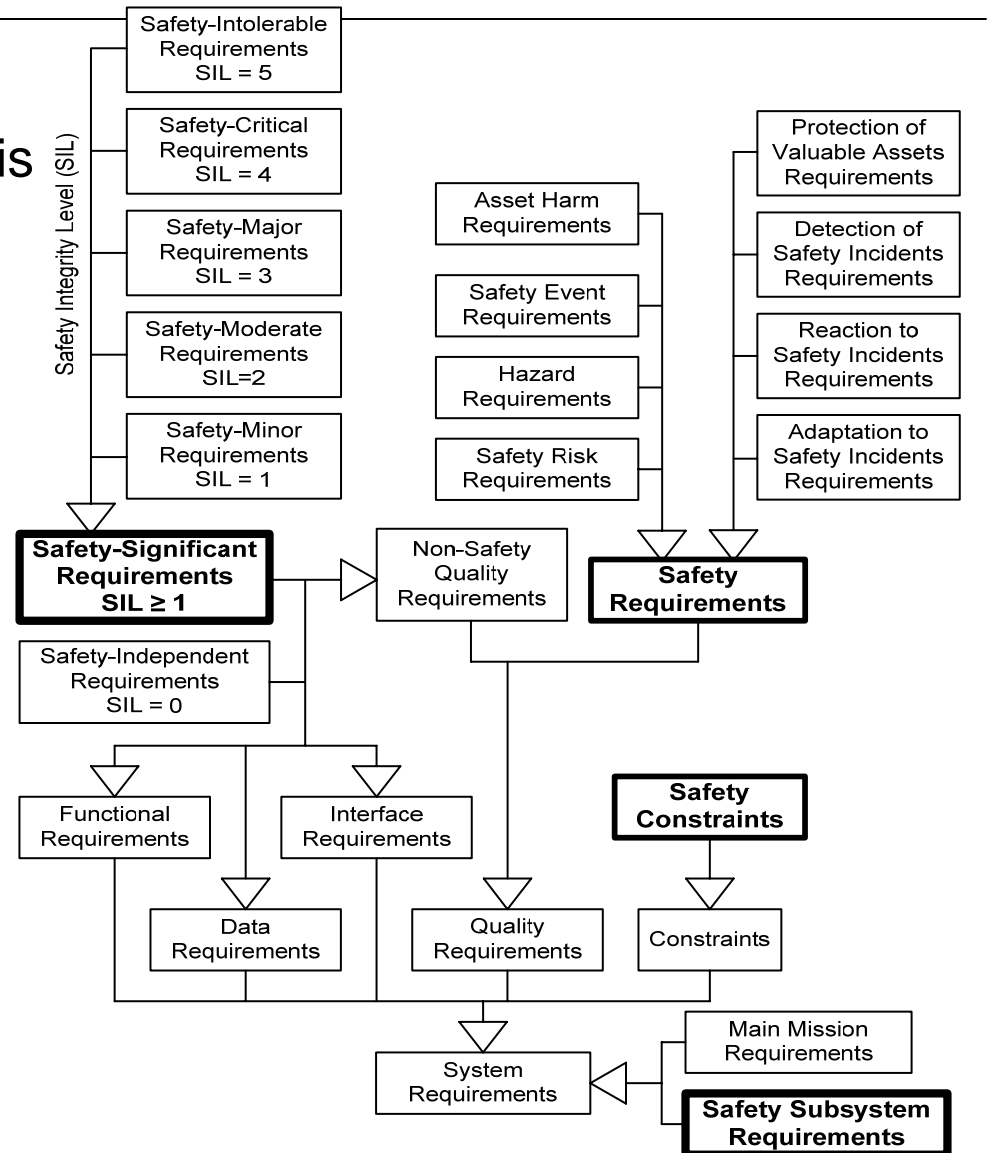 is
Safety Integrity Level (SIL)
Safety-Intolerable
Requirements
SIL = 5
Safety-Critical
Requirements
SIL = 4
Safety-Major
Requirements
SIL = 3
Safety-Moderate
Requirements
SIL=2
Safety-Minor
Requirements
SIL = 1
Asset Harm
Requirements
Safety Event
Requirements
Hazard
Requirements
Safety Risk
Requirements
Protection of
Valuable Assets
Requirements
Detection of
Safety Incidents
Requirements
Reaction to
Safety Incidents
Requirements
Adaptation to
Safety Incidents
Requirements
Safety-Significant
Requirements
SIL ≥ 1
Non-Safety
Quality
Requirements
Safety
Requirements
Safety-Independent
Requirements
SIL = 0
Functional
Requirements
Interface
Requirements
Safety
Constraints
Data
Requirements
Quality
Requirements
Constraints
System
Requirements
Main Mission
Requirements
Safety Subsystem
Requirements